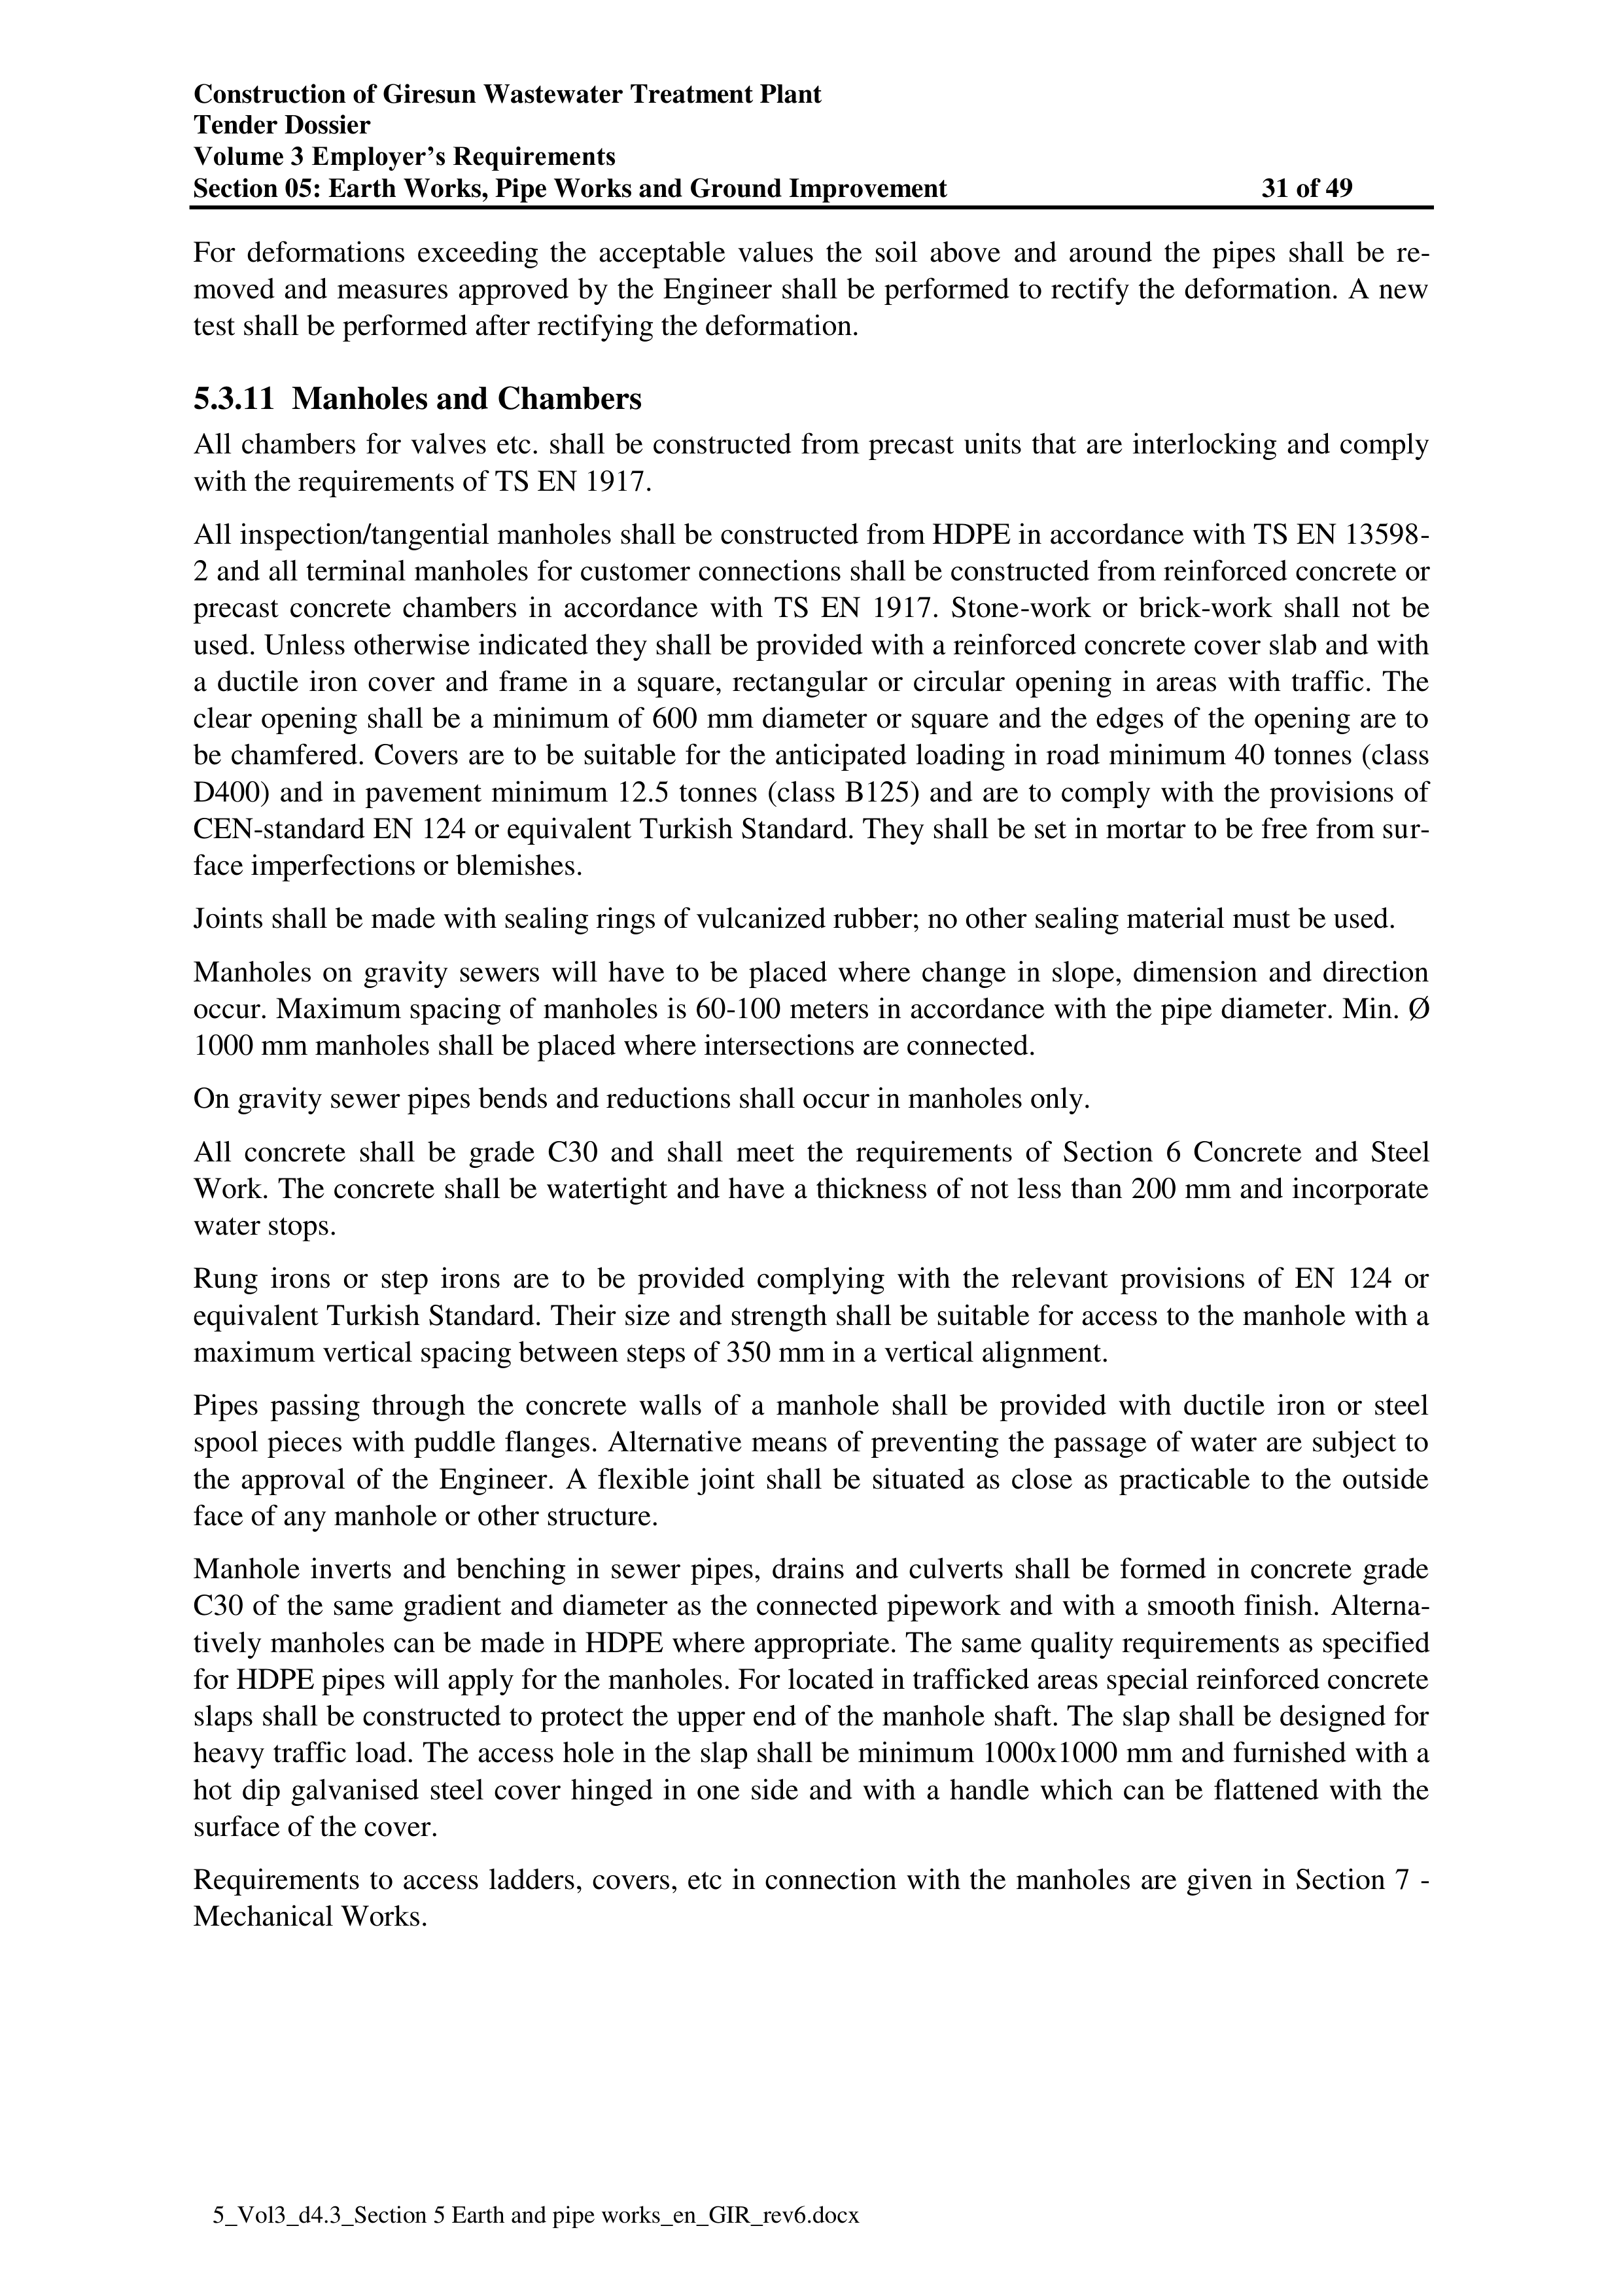 Construction of Giresun Wastewater Treatment Plant
Tender Dossier
Volume 3 Employer’s Requirements
Section 05: Earth Works, Pipe Works and Ground Improvement 31 of 49
For deformations exceeding the acceptable values the soil above and around the pipes shall be re-
moved and measures approved by the Engineer shall be performed to rectify the deformation. A new
test shall be performed after rectifying the deformation.
5.3.11 Manholes and Chambers
All chambers for valves etc. shall be constructed from precast units that are interlocking and comply
with the requirements of TS EN 1917.
All inspection/tangential manholes shall be constructed from HDPE in accordance with TS EN 13598-
2 and all terminal manholes for customer connections shall be constructed from reinforced concrete or
precast concrete chambers in accordance with TS EN 1917. Stone-work or brick-work shall not be
used. Unless otherwise indicated they shall be provided with a reinforced concrete cover slab and with
a ductile iron cover and frame in a square, rectangular or circular opening in areas with traffic. The
clear opening shall be a minimum of 600 mm diameter or square and the edges of the opening are to
be chamfered. Covers are to be suitable for the anticipated loading in road minimum 40 tonnes (class
D400) and in pavement minimum 12.5 tonnes (class B125) and are to comply with the provisions of
CEN-standard EN 124 or equivalent Turkish Standard. They shall be set in mortar to be free from sur-
face imperfections or blemishes.
Joints shall be made with sealing rings of vulcanized rubber; no other sealing material must be used.
Manholes on gravity sewers will have to be placed where change in slope, dimension and direction
occur. Maximum spacing of manholes is 60-100 meters in accordance with the pipe diameter. Min. Ø
1000 mm manholes shall be placed where intersections are connected.
On gravity sewer pipes bends and reductions shall occur in manholes only.
All concrete shall be grade C30 and shall meet the requirements of Section 6 Concrete and Steel
Work. The concrete shall be watertight and have a thickness of not less than 200 mm and incorporate
water stops.
Rung irons or step irons are to be provided complying with the relevant provisions of EN 124 or
equivalent Turkish Standard. Their size and strength shall be suitable for access to the manhole with a
maximum vertical spacing between steps of 350 mm in a vertical alignment.
Pipes passing through the concrete walls of a manhole shall be provided with ductile iron or steel
spool pieces with puddle flanges. Alternative means of preventing the passage of water are subject to
the approval of the Engineer. A flexible joint shall be situated as close as practicable to the outside
face of any manhole or other structure.
Manhole inverts and benching in sewer pipes, drains and culverts shall be formed in concrete grade
C30 of the same gradient and diameter as the connected pipework and with a smooth finish. Alterna-
tively manholes can be made in HDPE where appropriate. The same quality requirements as specified
for HDPE pipes will apply for the manholes. For located in trafficked areas special reinforced concrete
slaps shall be constructed to protect the upper end of the manhole shaft. The slap shall be designed for
heavy traffic load. The access hole in the slap shall be minimum 1000x1000 mm and furnished with a
hot dip galvanised steel cover hinged in one side and with a handle which can be flattened with the
surface of the cover.
Requirements to access ladders, covers, etc in connection with the manholes are given in Section 7 -
Mechanical Works.
5_Vol3_d4.3_Section 5 Earth and pipe works_en_GIR_rev6.docx